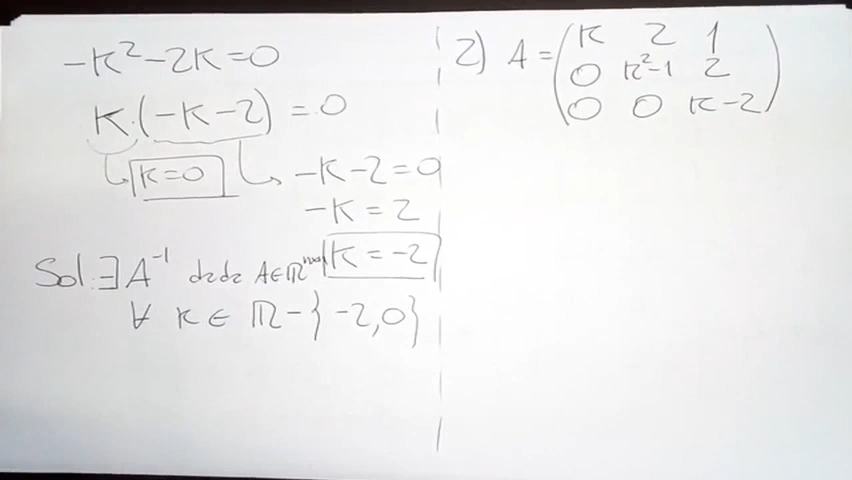 -K²-2K=0
K·(-K-2)=0
K=0
-K-2=0
-K=2
K=-2
Sol: ∃ A⁻¹ dada A∈ℝ
∀ K∈ ℝ-{-2,0}
2) A=
K 2 1
0 K²-1 2
0 0 K-2